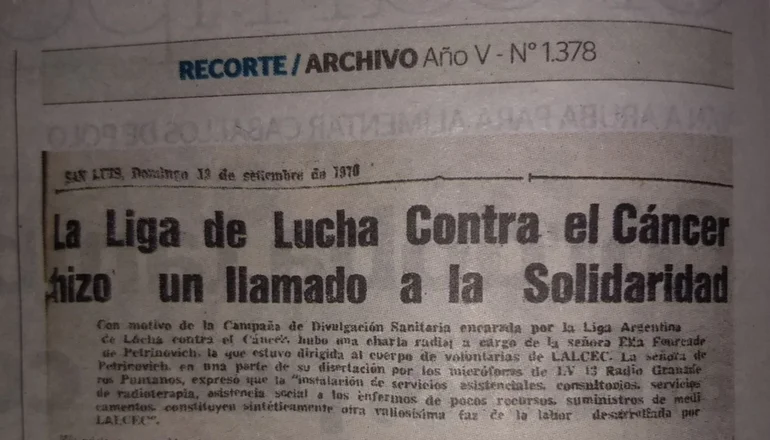 RECORTE / ARCHIVO Año V - N° 1.378
SAN LUIS, Domingo 19 de setiembre de 1976
La Liga de Lucha Contra el Cáncer
hizo un llamado a la Solidaridad
Con motivo de la Campaña de Divulgación Sanitaria encarada por la Liga Argentina
de Lucha contra el Cáncer, hubo una charla radial a cargo de la señora Elia Fourcade
de Petrinovich, la que estuvo dirigida al cuerpo de voluntarias de LALCEC. La señora de
Petrinovich, en una parte de su disertación por los micrófonos de LV 13 Radio Granade
ros Puntanos, expresó que la "instalación de servicios asistenciales, consultorios, servicios
de radioterapia, asistencia social a los enfermos de pocos recursos, suministros de medi
camentos, constituyen sintéticamente otra valiosísima faz de la labor desarrollada por
LALCEC".